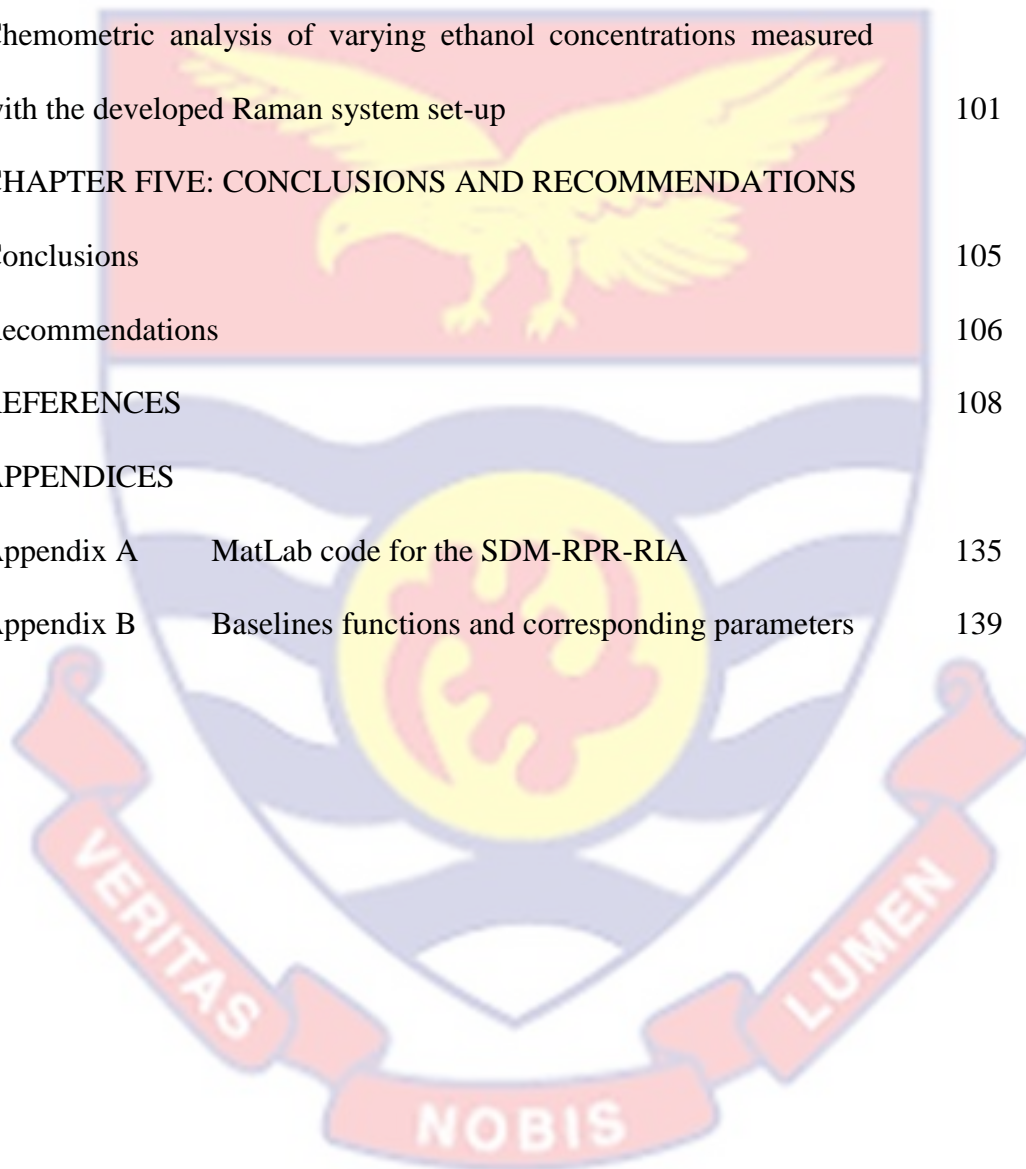 Chemometric analysis of varying ethanol concentrations measured
with the developed Raman system set-up 101
CHAPTER FIVE: CONCLUSIONS AND RECOMMENDATIONS
Conclusions 105
Recommendations 106
REFERENCES 108
APPENDICES
Appendix A MatLab code for the SDM-RPR-RIA 135
Appendix B Baselines functions and corresponding parameters 139
VERITAS
NOBIS
LUMEN